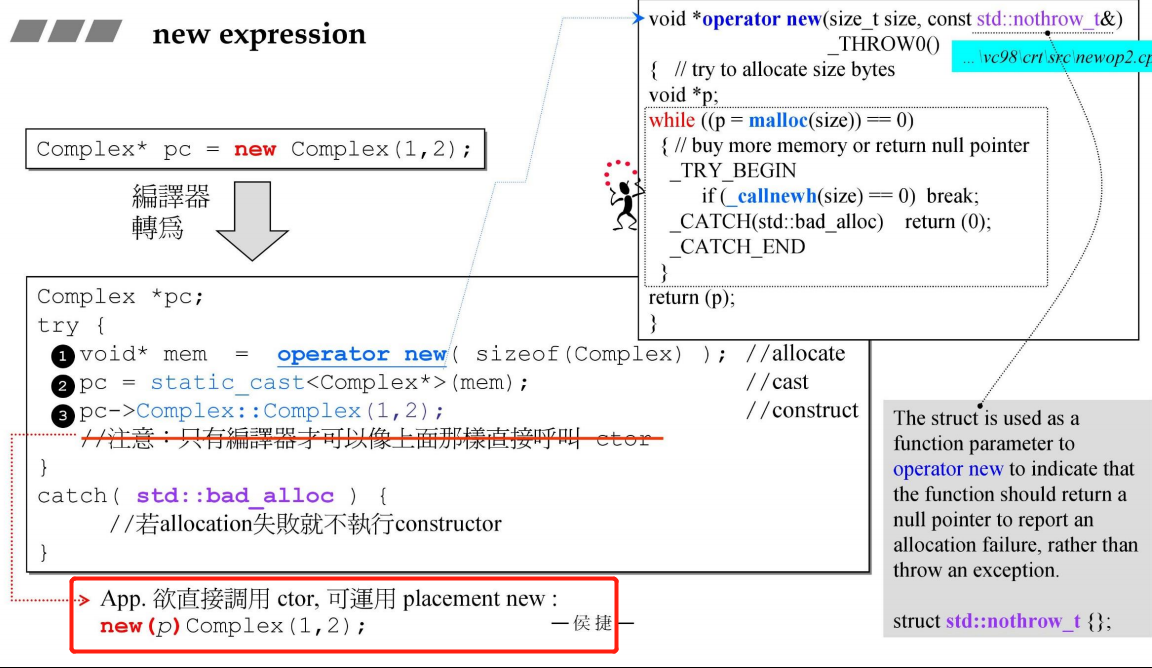 new expression
Complex* pc = new Complex(1,2);
編譯器
轉為
Complex *pc;
try {
❶ void* mem = operator new( sizeof(Complex) ); //allocate
❷ pc = static_cast<Complex*>(mem); //cast
❸ pc->Complex::Complex(1,2); //construct
//注意：只有編譯器才可以像上面那樣直接呼叫 ctor
}
catch( std::bad_alloc ) {
//若allocation失敗就不執行constructor
}
App. 欲直接調用 ctor, 可運用 placement new :
new(p)Complex(1,2);
—侯捷—
void *operator new(size_t size, const std::nothrow_t&)
_THROW0()
...\vc98\crt\src\newop2.cp
{ // try to allocate size bytes
void *p;
while ((p = malloc(size)) == 0)
{ // buy more memory or return null pointer
_TRY_BEGIN
if (_callnewh(size) == 0) break;
_CATCH(std::bad_alloc) return (0);
_CATCH_END
}
return (p);
}
The struct is used as a
function parameter to
operator new to indicate that
the function should return a
null pointer to report an
allocation failure, rather than
throw an exception.
struct std::nothrow_t {};